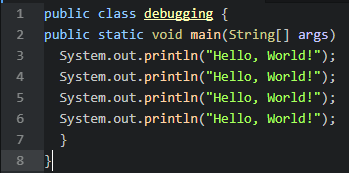 1 public class debugging {
2 public static void main(String[] args)
3   System.out.println("Hello, World!");
4   System.out.println("Hello, World!");
5   System.out.println("Hello, World!");
6   System.out.println("Hello, World!");
7   }
8 }